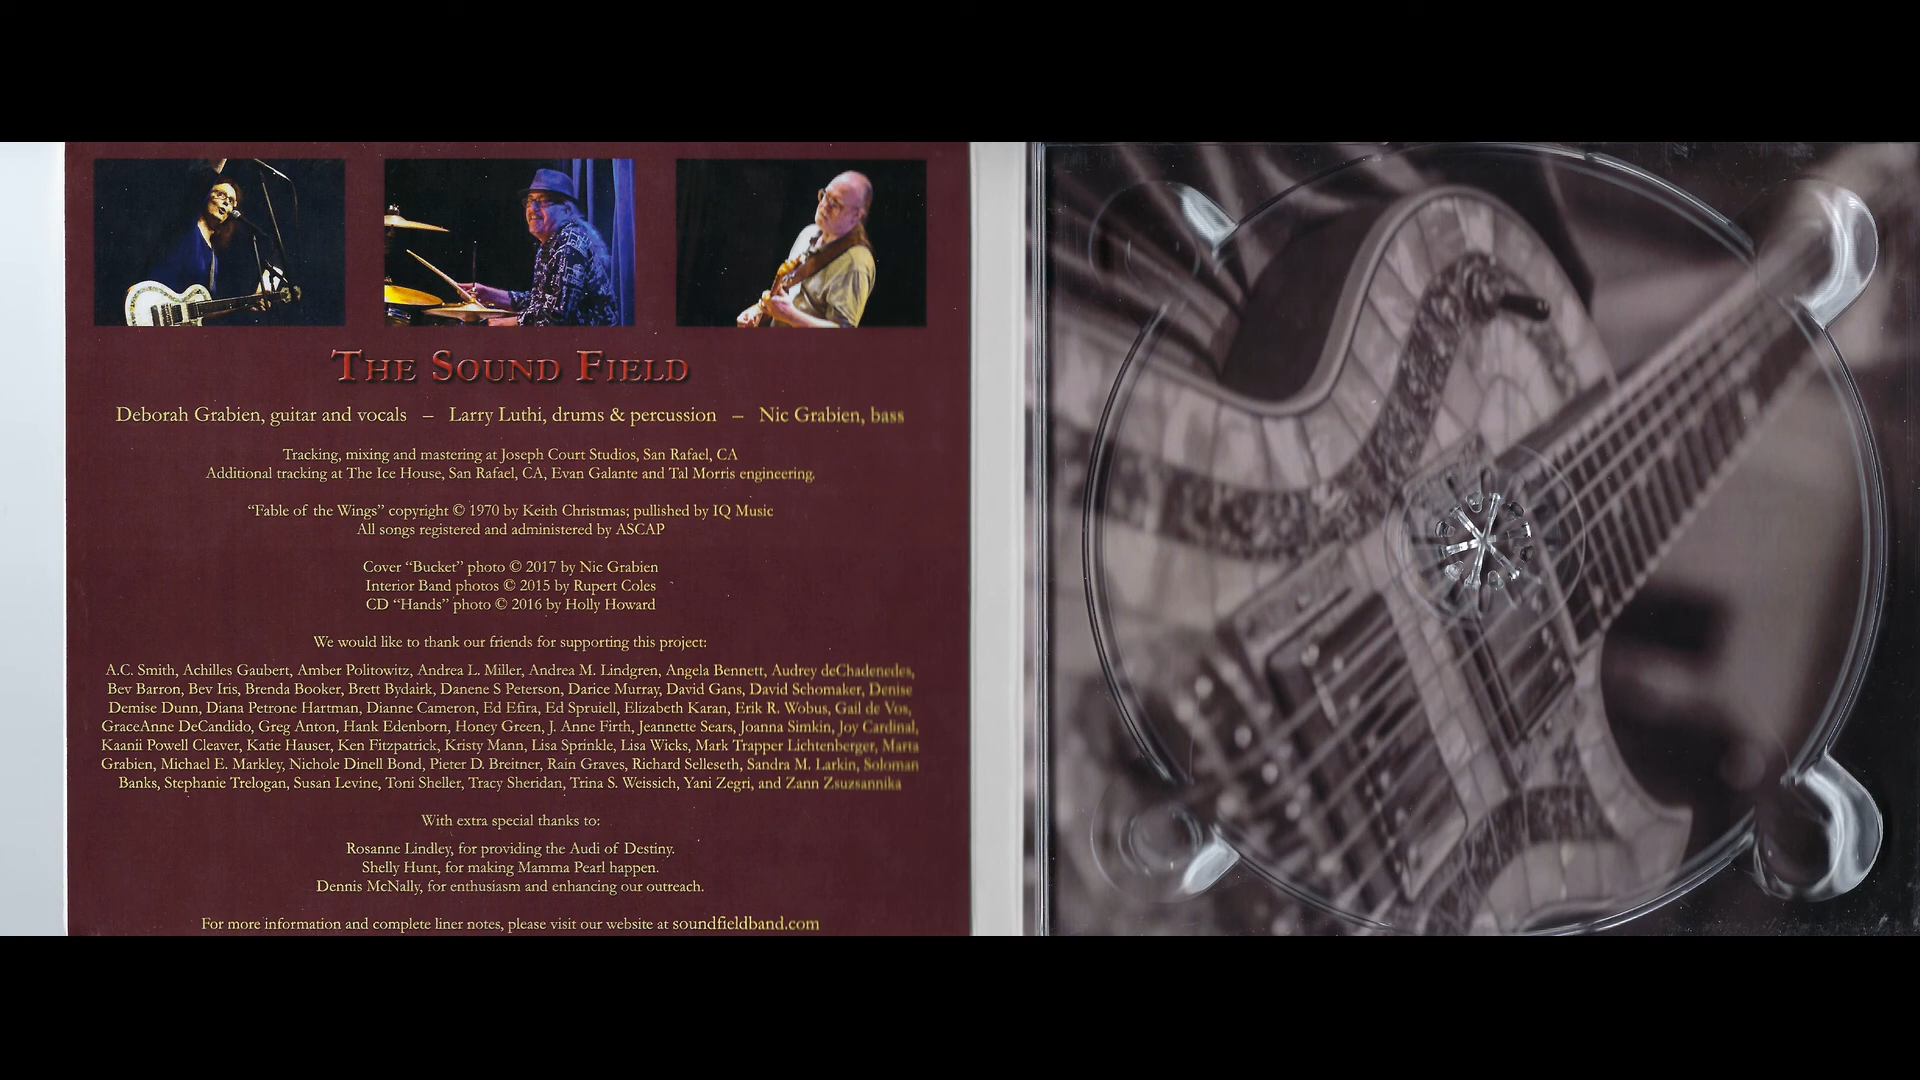 THE SOUND FIELD
Deborah Grabien, guitar and vocals – Larry Luthi, drums & percussion – Nic Grabien, bass
Tracking, mixing and mastering at Joseph Court Studios, San Rafael, CA
Additional tracking at The Ice House, San Rafael, CA, Evan Galante and Tal Morris engineering.
“Fable of the Wings” copyright © 1970 by Keith Christmas; pullished by IQ Music
All songs registered and administered by ASCAP
Cover “Bucket” photo © 2017 by Nic Grabien
Interior Band photos © 2015 by Rupert Coles
CD “Hands” photo © 2016 by Holly Howard
We would like to thank our friends for supporting this project:
A.C. Smith, Achilles Gaubert, Amber Politowitz, Andrea L. Miller, Andrea M. Lindgren, Angela Bennett, Audrey deChadenedes,
Bev Barron, Bev Iris, Brenda Booker, Brett Bydairk, Danene S Peterson, Darice Murray, David Gans, David Schomaker, Denise
Demise Dunn, Diana Petrone Hartman, Dianne Cameron, Ed Efira, Ed Spruiell, Elizabeth Karan, Erik R. Wobus, Gail de Vos,
GraceAnne DeCandido, Greg Anton, Hank Edenborn, Honey Green, J. Anne Firth, Jeannette Sears, Joanna Simkin, Joy Cardinal,
Kaanii Powell Cleaver, Katie Hauser, Ken Fitzpatrick, Kristy Mann, Lisa Sprinkle, Lisa Wicks, Mark Trapper Lichtenberger, Marta
Grabien, Michael E. Markley, Nichole Dinell Bond, Pieter D. Breitner, Rain Graves, Richard Selleseth, Sandra M. Larkin, Soloman
Banks, Stephanie Trelogan, Susan Levine, Toni Sheller, Tracy Sheridan, Trina S. Weissich, Yani Zegri, and Zann Zsuzsannika
With extra special thanks to:
Rosanne Lindley, for providing the Audi of Destiny.
Shelly Hunt, for making Mamma Pearl happen.
Dennis McNally, for enthusiasm and enhancing our outreach.
For more information and complete liner notes, please visit our website at soundfieldband.com